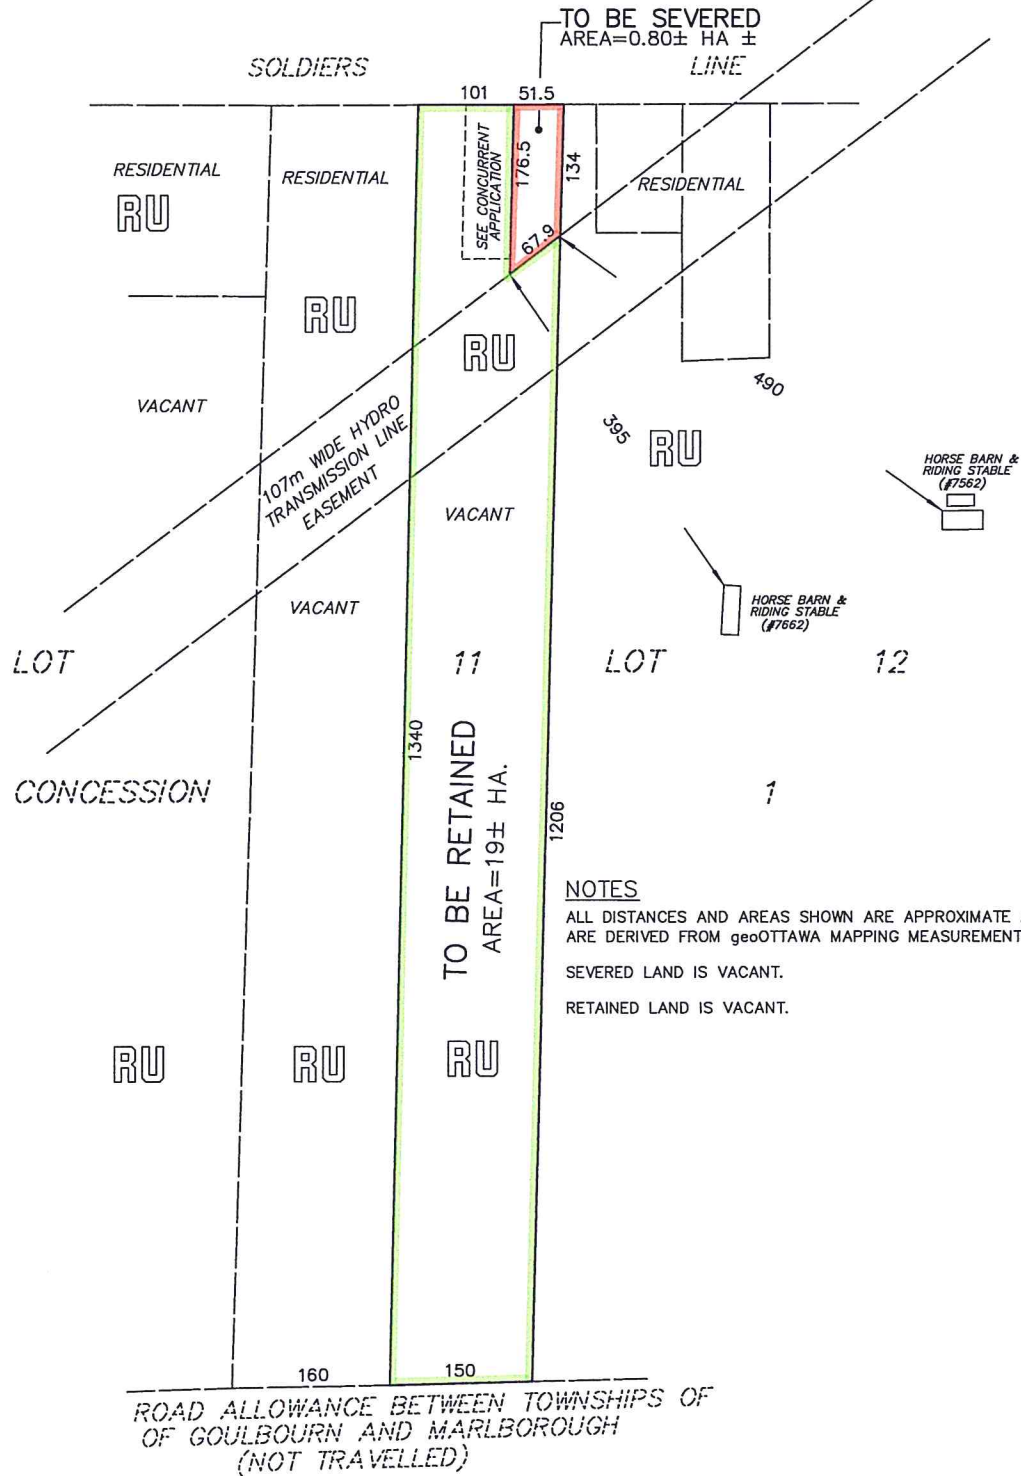 TO BE SEVERED
AREA=0.80± HA ±
SOLDIERS
LINE
101
51.5
SEE CONCURRENT
APPLICATION
176.5
134
67.9
RESIDENTIAL
RU
RESIDENTIAL
RESIDENTIAL
RU
RU
VACANT
107m WIDE HYDRO
TRANSMISSION LINE
EASEMENT
490
395
RU
HORSE BARN &
RIDING STABLE
(#7562)
VACANT
VACANT
HORSE BARN &
RIDING STABLE
(#7662)
LOT
11
LOT
12
1340
CONCESSION
1
TO BE RETAINED
AREA=19± HA.
1206
NOTES
ALL DISTANCES AND AREAS SHOWN ARE APPROXIMATE
ARE DERIVED FROM geoOTTAWA MAPPING MEASUREMENT
SEVERED LAND IS VACANT.
RETAINED LAND IS VACANT.
RU
RU
RU
160
150
ROAD ALLOWANCE BETWEEN TOWNSHIPS OF
OF GOULBOURN AND MARLBOROUGH
(NOT TRAVELLED)